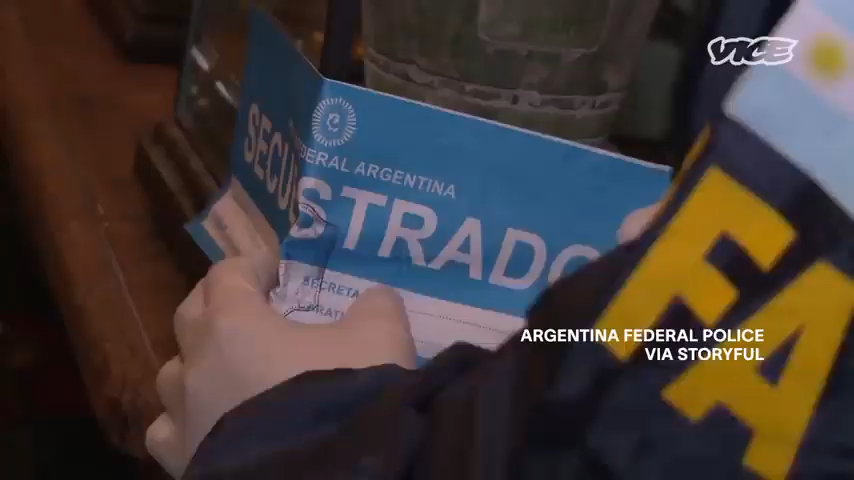 VICE
FEDERAL ARGENTINA
SECUESTRADO
SECRETA
ARGENTINA FEDERAL POLICE
VIA STORYFUL
FA